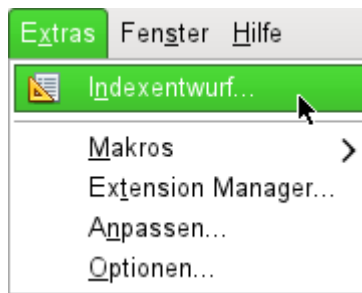 Extras Fenster Hilfe
Indexentwurf...
Makros
Extension Manager...
Anpassen...
Optionen...